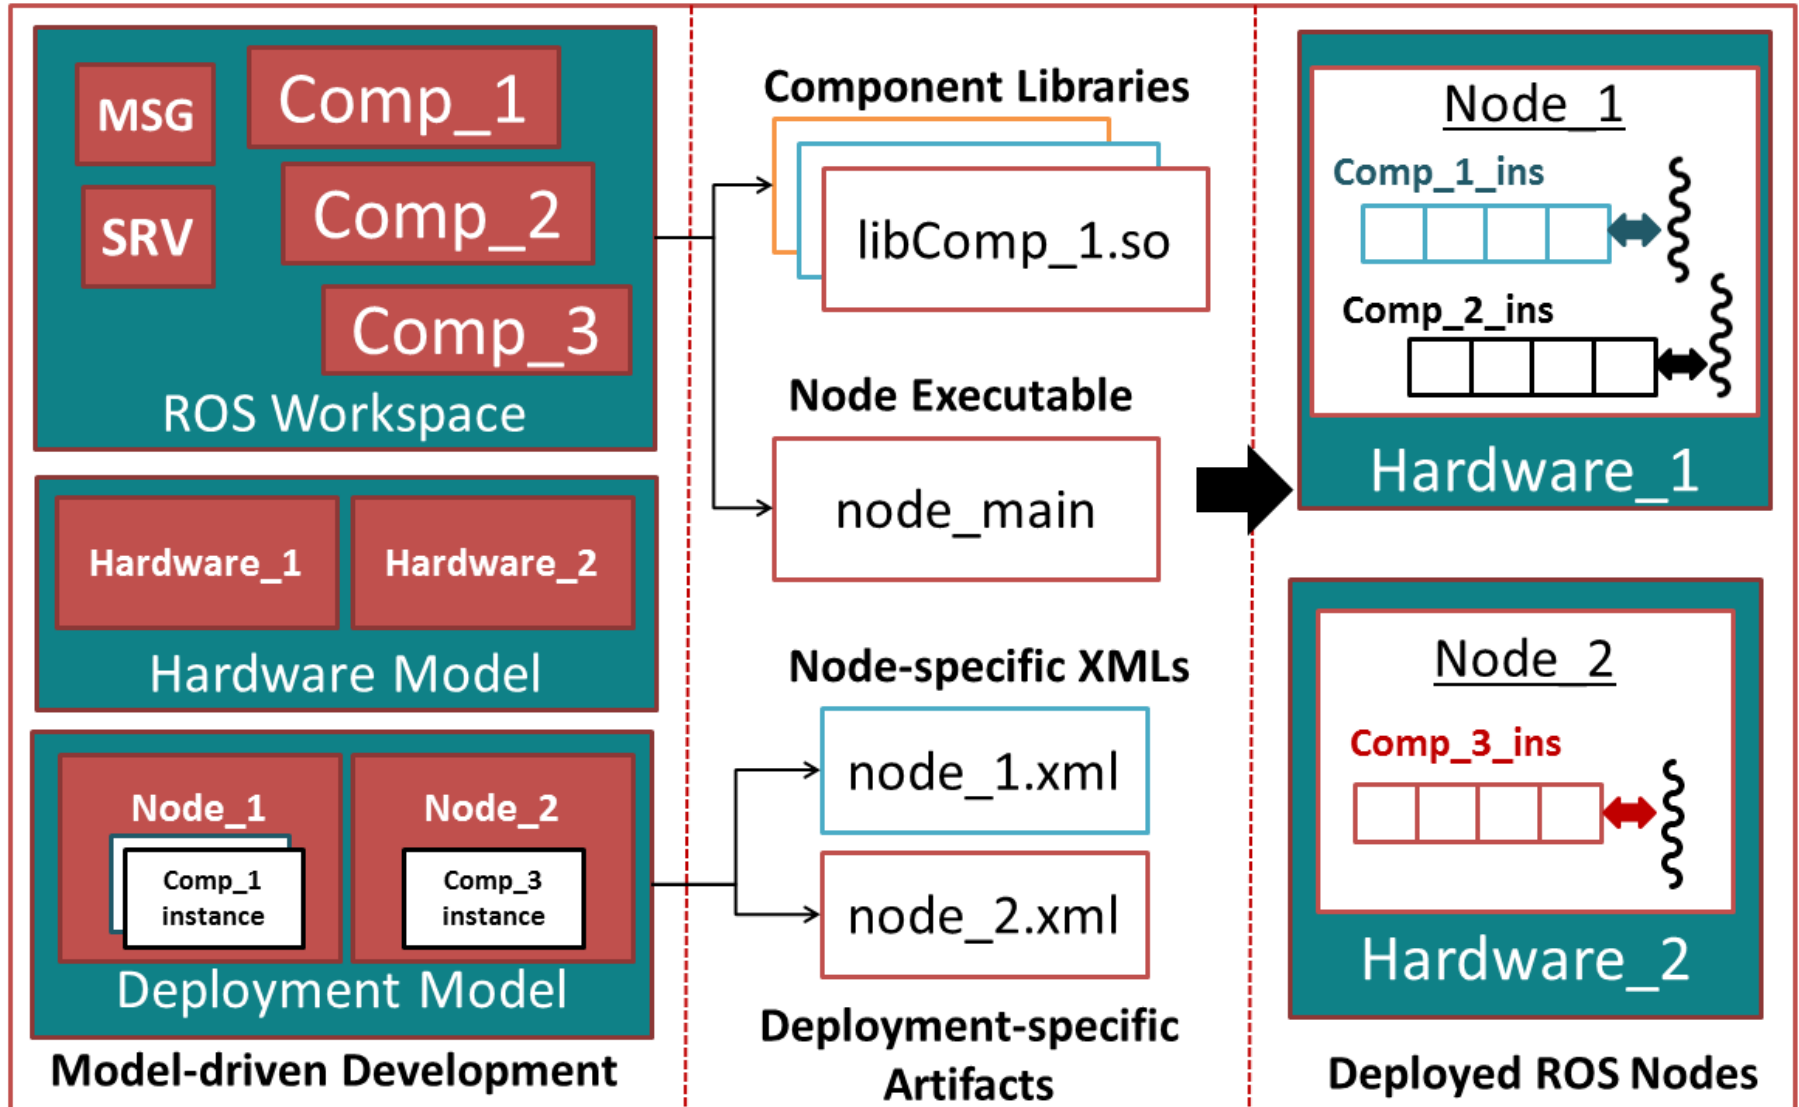 MSG
Comp_1
SRV
Comp_2
Comp_3
ROS Workspace
Hardware_1
Hardware_2
Hardware Model
Node_1
Comp_1
instance
Node_2
Comp_3
instance
Deployment Model
Model-driven Development
Component Libraries
libComp_1.so
Node Executable
node_main
Node-specific XMLs
node_1.xml
node_2.xml
Deployment-specific
Artifacts
Node_1
Comp_1_ins
Comp_2_ins
Hardware_1
Node_2
Comp_3_ins
Hardware_2
Deployed ROS Nodes